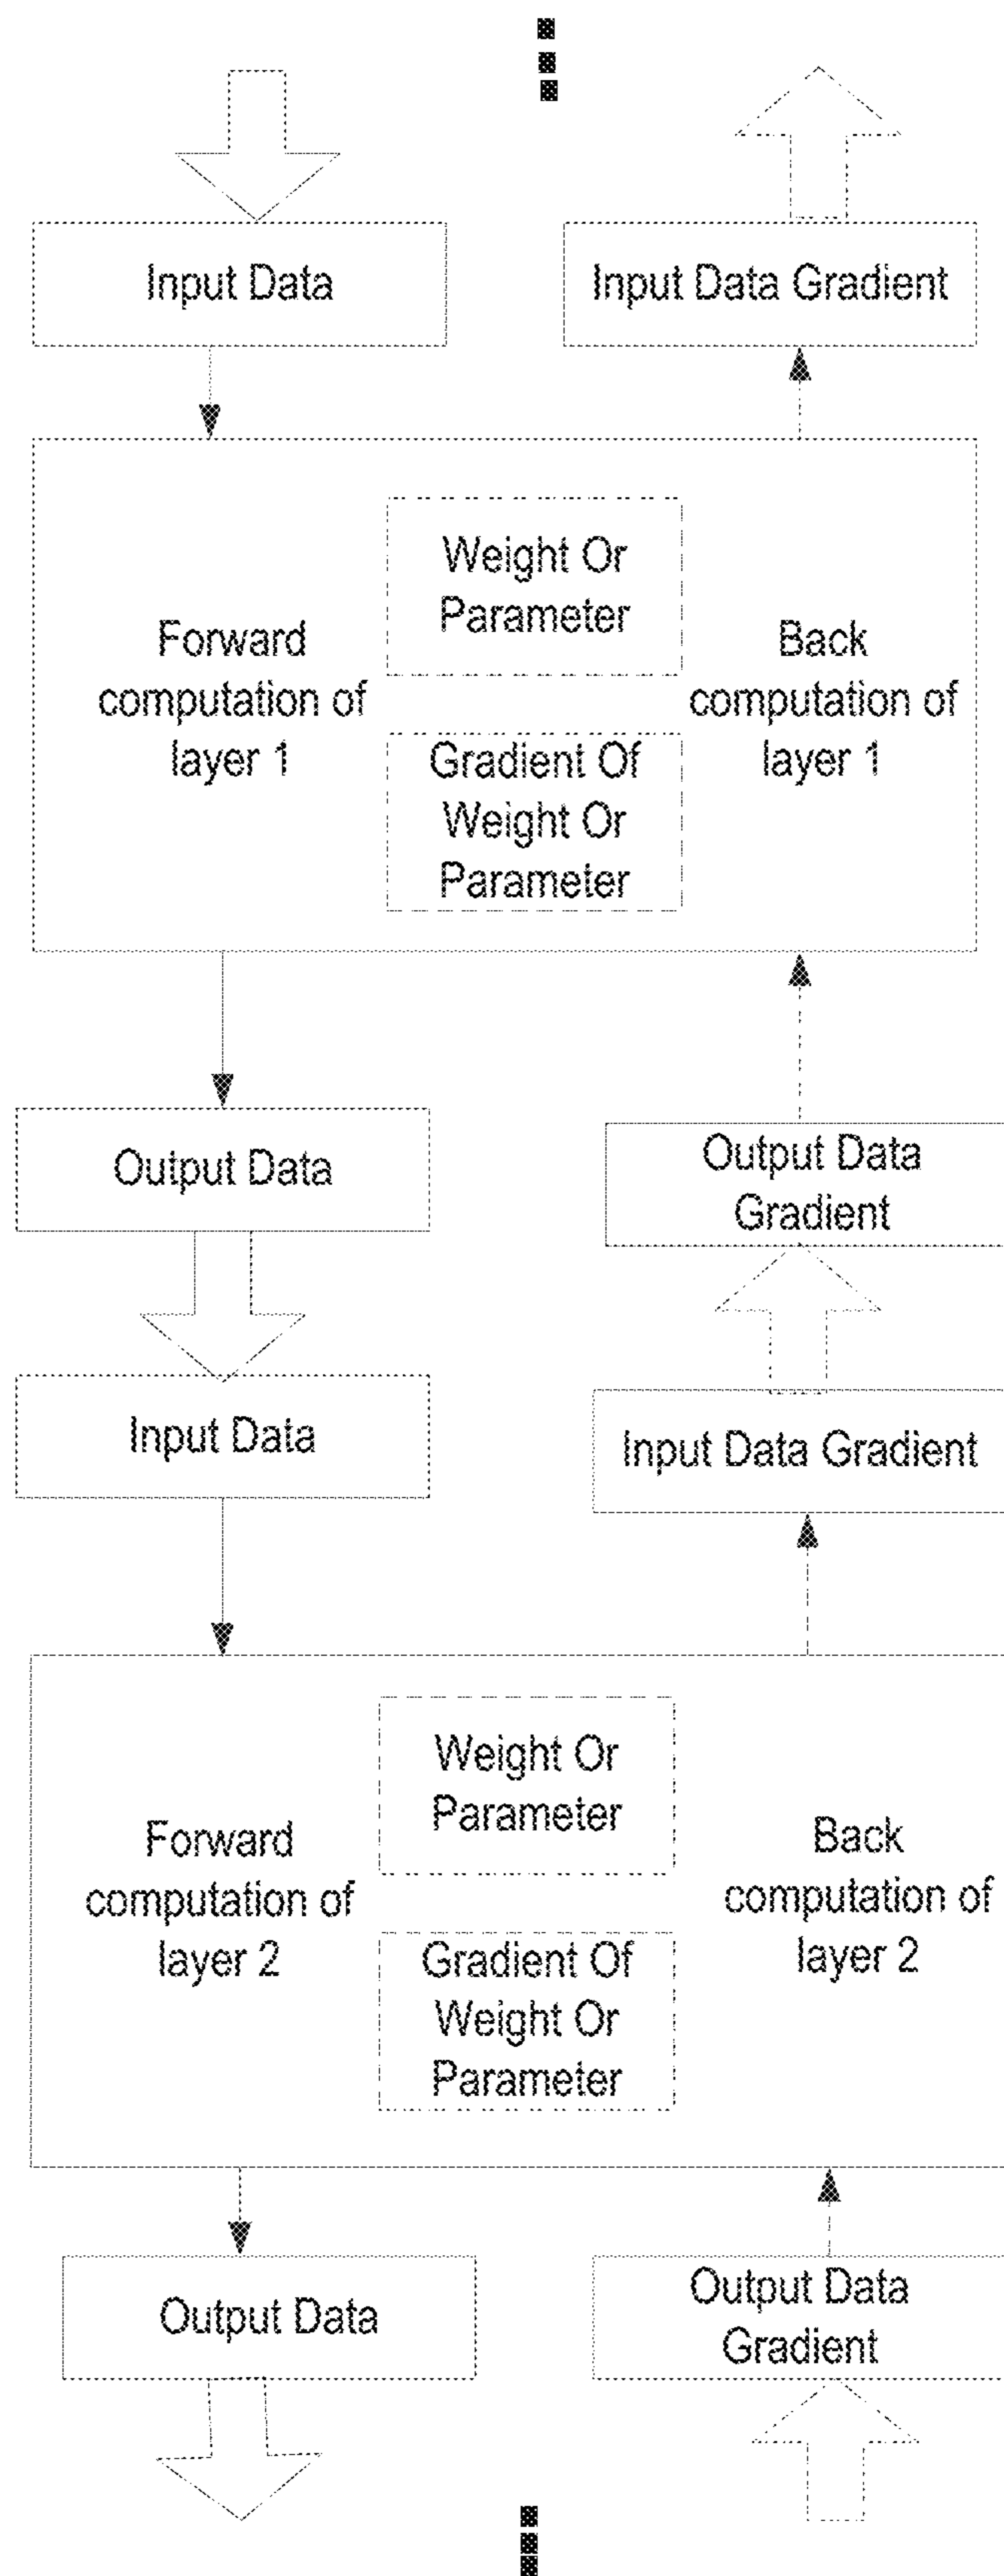 Input Data
Input Data Gradient
Weight Or
Parameter
Forward
computation of
layer 1
Back
computation of
layer 1
Gradient Of
Weight Or
Parameter
Output Data
Output Data
Gradient
Input Data
Input Data Gradient
Weight Or
Parameter
Forward
computation of
layer 2
Back
computation of
layer 2
Gradient Of
Weight Or
Parameter
Output Data
Output Data
Gradient